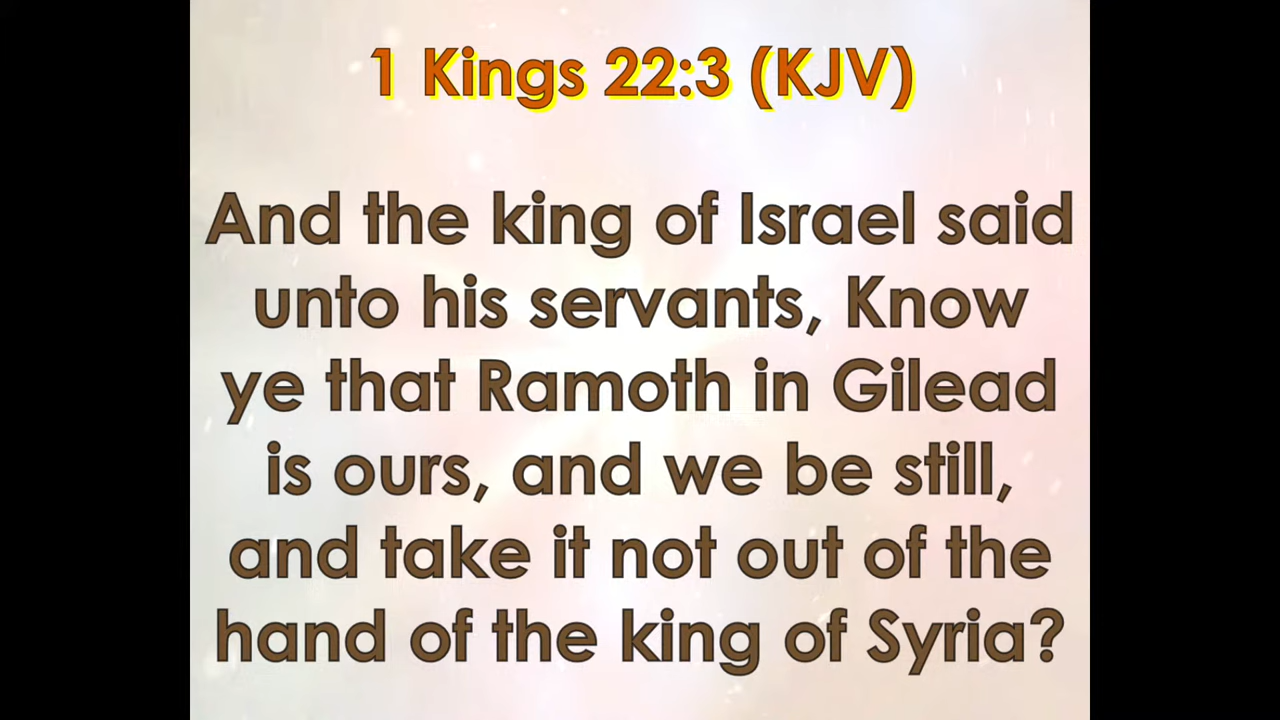 1 Kings 22:3 (KJV)
And the king of Israel said
unto his servants, Know
ye that Ramoth in Gilead
is ours, and we be still,
and take it not out of the
hand of the king of Syria?